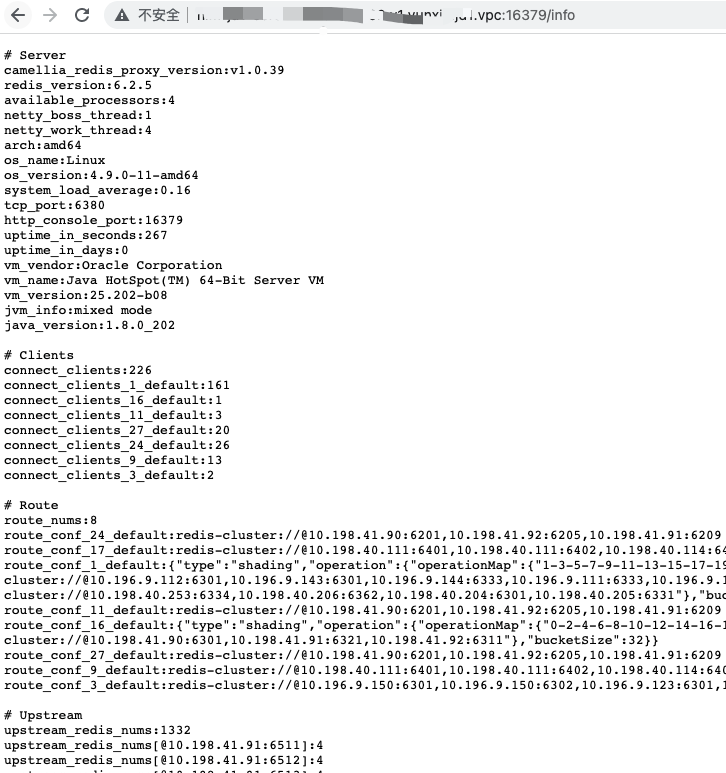 不安全
vpc:16379/info
# Server
camellia_redis_proxy_version:v1.0.39
redis_version:6.2.5
available_processors:4
netty_boss_thread:1
netty_work_thread:4
arch:amd64
os_name:Linux
os_version:4.9.0-11-amd64
system_load_average:0.16
tcp_port:6380
http_console_port:16379
uptime_in_seconds:267
uptime_in_days:0
vm_vendor:Oracle Corporation
vm_name:Java HotSpot(TM) 64-Bit Server VM
vm_version:25.202-b08
jvm_info:mixed mode
java_version:1.8.0_202
# Clients
connect_clients:226
connect_clients_1_default:161
connect_clients_16_default:1
connect_clients_11_default:3
connect_clients_27_default:20
connect_clients_24_default:26
connect_clients_9_default:13
connect_clients_3_default:2
# Route
route_nums:8
route_conf_24_default:redis-cluster://@10.198.41.90:6201,10.198.41.92:6205,10.198.41.91:6209
route_conf_17_default:redis-cluster://@10.198.40.111:6401,10.198.40.111:6402,10.198.40.114:64
route_conf_1_default:{"type":"shading","operation":{"operationMap":{"1-3-5-7-9-11-13-15-17-19
cluster://@10.196.9.112:6301,10.196.9.143:6301,10.196.9.144:6333,10.196.9.111:6333,10.196.9.1
cluster://@10.198.40.253:6334,10.198.40.206:6362,10.198.40.204:6301,10.198.40.205:6331"},"buc
route_conf_11_default:redis-cluster://@10.198.41.90:6201,10.198.41.92:6205,10.198.41.91:6209
route_conf_16_default:{"type":"shading","operation":{"operationMap":{"0-2-4-6-8-10-12-14-16-1
cluster://@10.198.41.90:6301,10.198.41.91:6321,10.198.41.92:6311"},"bucketSize":32}}
route_conf_27_default:redis-cluster://@10.198.41.90:6201,10.198.41.92:6205,10.198.41.91:6209
route_conf_9_default:redis-cluster://@10.198.40.111:6401,10.198.40.111:6402,10.198.40.114:640
route_conf_3_default:redis-cluster://@10.196.9.150:6301,10.196.9.150:6302,10.196.9.123:6301,1
# Upstream
upstream_redis_nums:1332
upstream_redis_nums[@10.198.41.91:6511]:4
upstream_redis_nums[@10.198.41.91:6512]:4